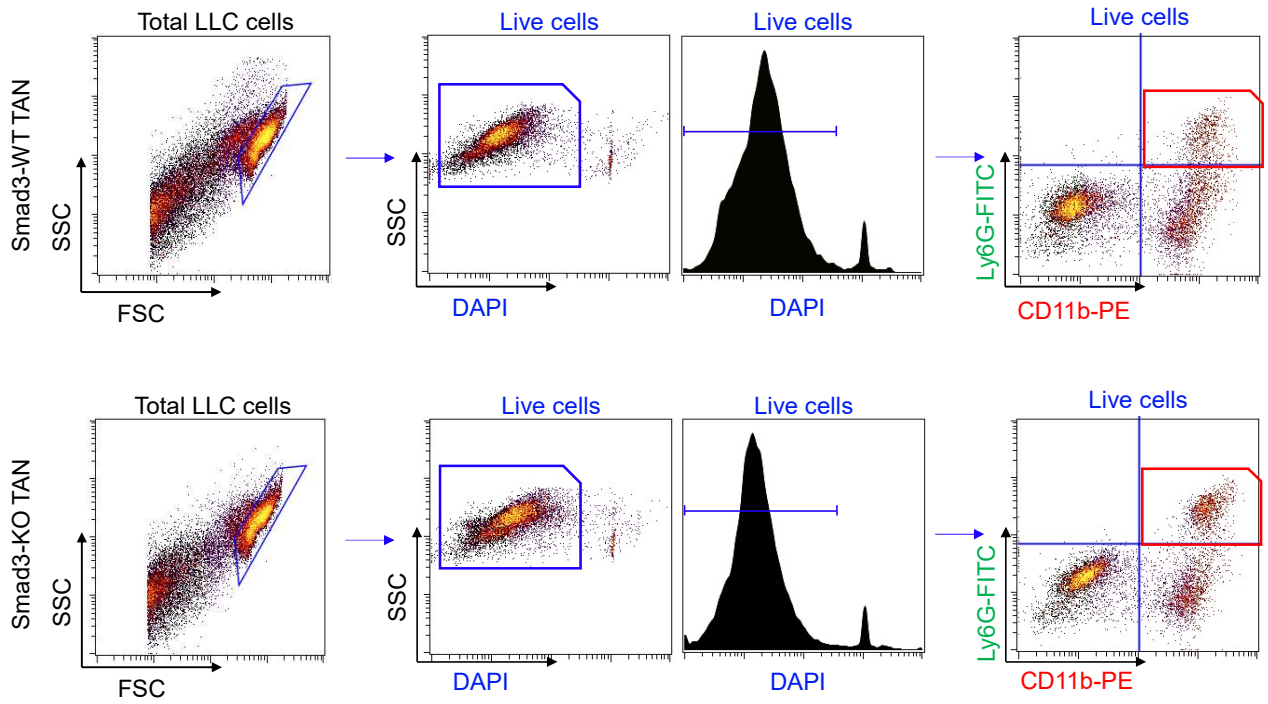 Total LLC cells
Live cells
Live cells
Live cells
Smad3-WT TAN
SSC
FSC
SSC
DAPI
DAPI
Ly6G-FITC
CD11b-PE
Total LLC cells
Live cells
Live cells
Live cells
Smad3-KO TAN
SSC
FSC
SSC
DAPI
DAPI
Ly6G-FITC
CD11b-PE